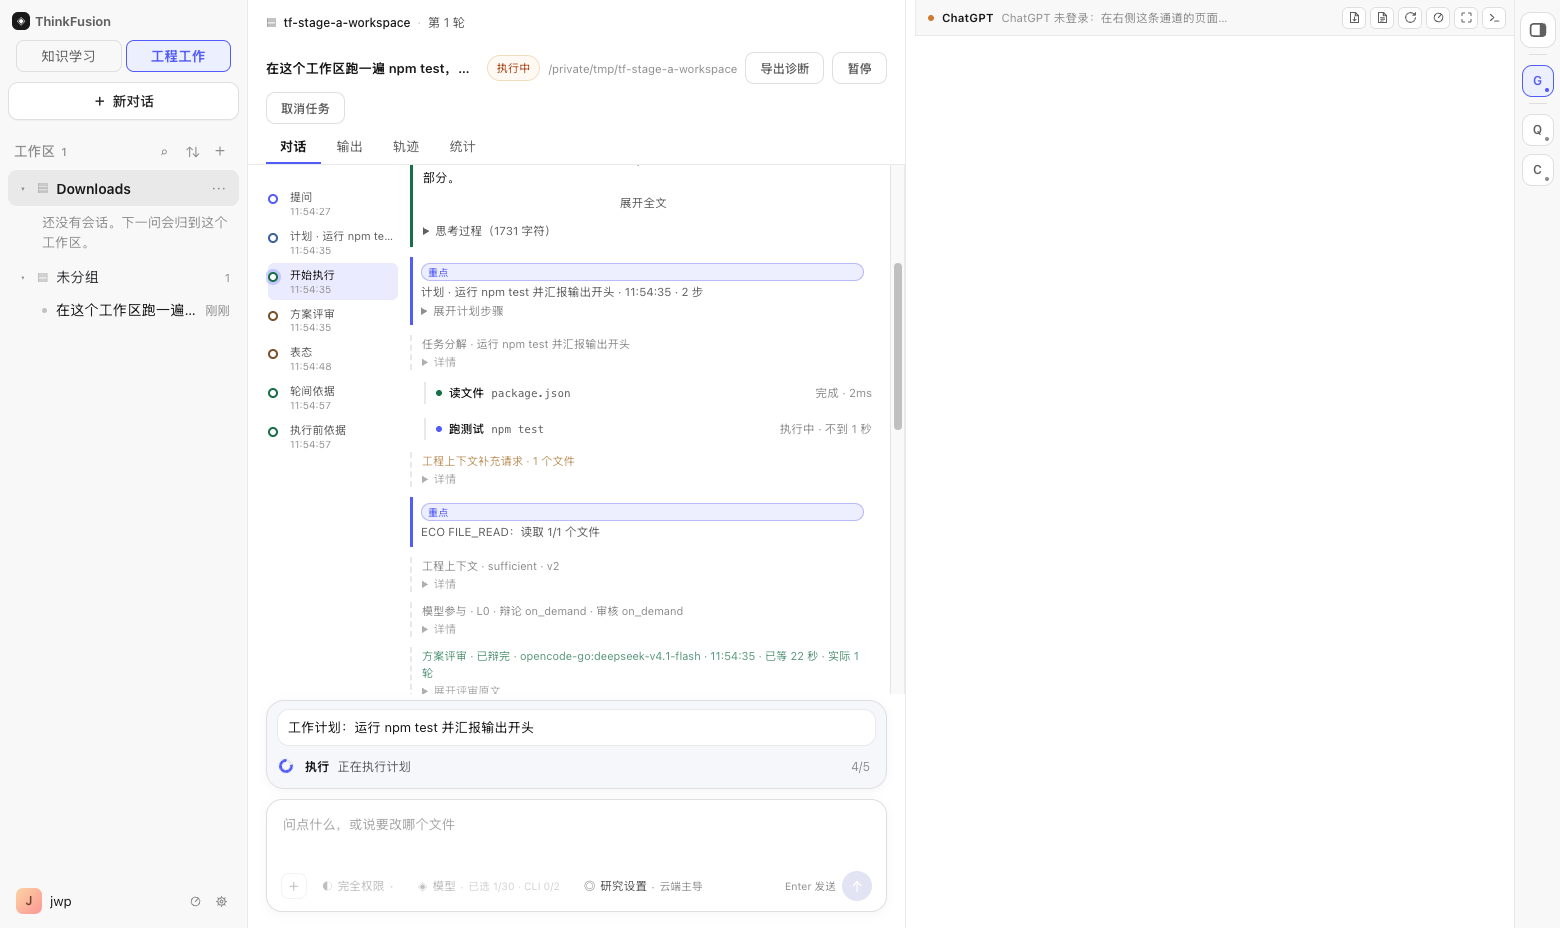 ThinkFusion
知识学习
工程工作
+ 新对话
工作区 1
Downloads
还没有会话。下一问会归到这个
工作区。
未分组 1
在这个工作区跑一遍... 刚刚
J jwp
tf-stage-a-workspace · 第 1 轮
在这个工作区跑一遍 npm test，... 执行中 /private/tmp/tf-stage-a-workspace 导出诊断 暂停
取消任务
对话 输出 轨迹 统计
提问
11:54:27
计划 · 运行 npm te...
11:54:35
开始执行
11:54:35
方案评审
11:54:35
表态
11:54:48
轮间依据
11:54:57
执行前依据
11:54:57
部分。
展开全文
思考过程（1731 字符）
重点
计划 · 运行 npm test 并汇报输出开头 · 11:54:35 · 2 步
展开计划步骤
任务分解 · 运行 npm test 并汇报输出开头
详情
读文件 package.json 完成 · 2ms
跑测试 npm test 执行中 · 不到 1 秒
工程上下文补充请求 · 1 个文件
详情
重点
ECO FILE_READ：读取 1/1 个文件
工程上下文 · sufficient · v2
详情
模型参与 · L0 · 辩论 on_demand · 审核 on_demand
详情
方案评审 · 已辩完 · opencode-go:deepseek-v4.1-flash · 11:54:35 · 已等 22 秒 · 实际 1
轮
展开评审原文
工作计划：运行 npm test 并汇报输出开头
执行 正在执行计划 4/5
问点什么，或说要改哪个文件
+ 完全权限 · 模型 · 已选 1/30 · CLI 0/2 研究设置 · 云端主导 Enter 发送
ChatGPT ChatGPT 未登录：在右侧这条通道的页面...
G
Q
C